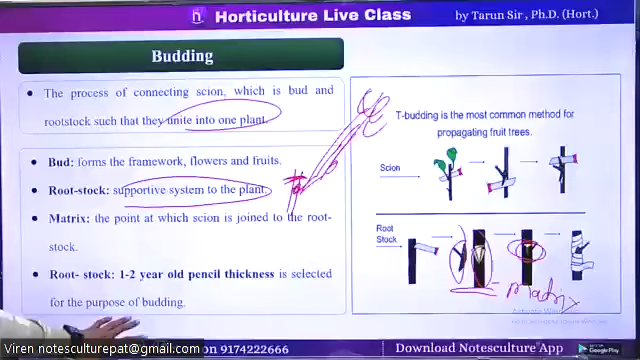 Horticulture Live Class
by Tarun Sir , Ph.D. (Hort.)
Budding
• The process of connecting scion, which is bud and
rootstock such that they unite into one plant.
• Bud: forms the framework, flowers and fruits.
• Root-stock: supportive system to the plant.
• Matrix: the point at which scion is joined to the root-
stock.
• Root- stock: 1-2 year old pencil thickness is selected
for the purpose of budding.
T-budding is the most common method for
propagating fruit trees.
Scion
Root
Stock
Matrix
Viren notesculturepat@gmail.com
on 9174222666
Download Notesculture App
Google Play